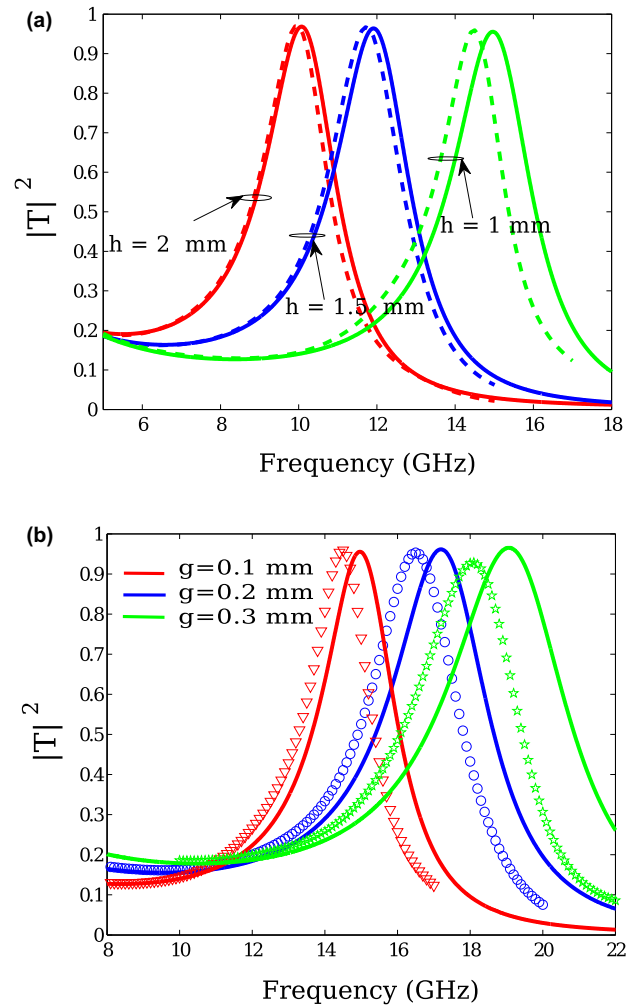 (a)
1
0.9
0.8
0.7
0.6
0.5
0.4
0.3
0.2
0.1
0
|T| 2
h = 2 mm
h = 1.5 mm
h = 1 mm
6 8 10 12 14 16 18
Frequency (GHz)
(b)
1
0.9
0.8
0.7
0.6
0.5
0.4
0.3
0.2
0.1
0
|T| 2
g=0.1 mm
g=0.2 mm
g=0.3 mm
8 10 12 14 16 18 20 22
Frequency (GHz)